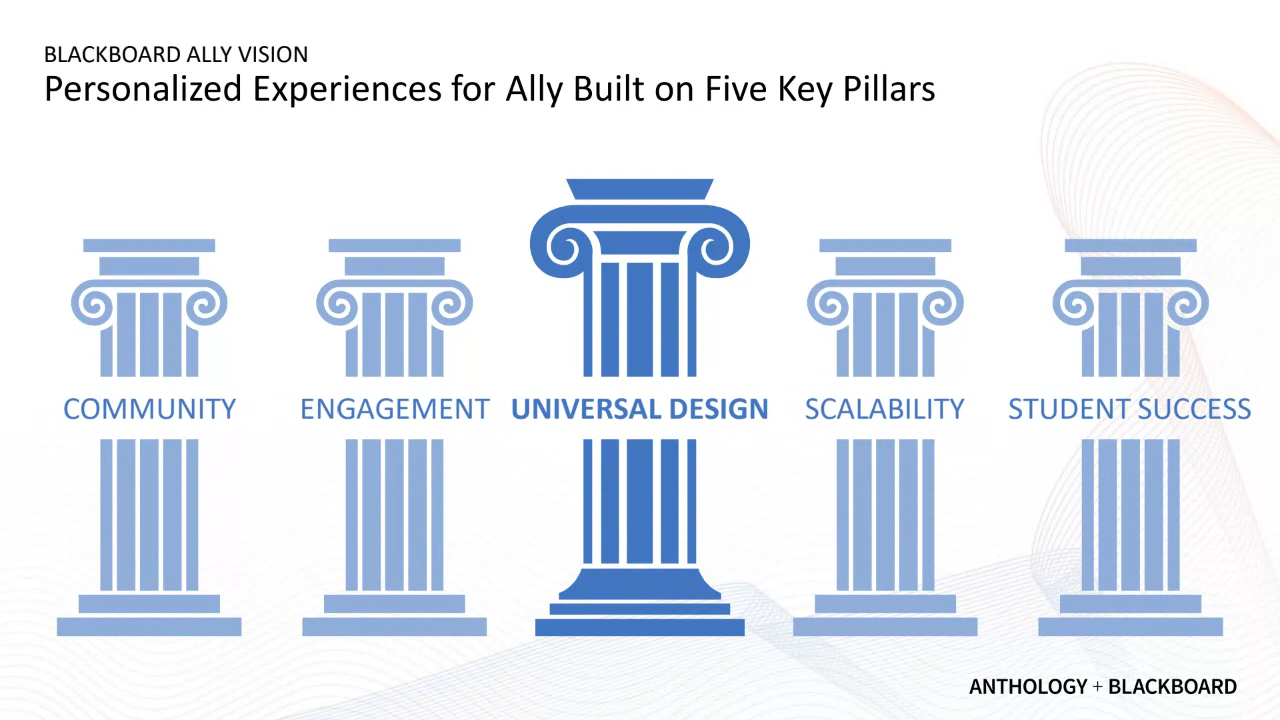 BLACKBOARD ALLY VISION
Personalized Experiences for Ally Built on Five Key Pillars
COMMUNITY
ENGAGEMENT
UNIVERSAL DESIGN
SCALABILITY
STUDENT SUCCESS
ANTHOLOGY + BLACKBOARD